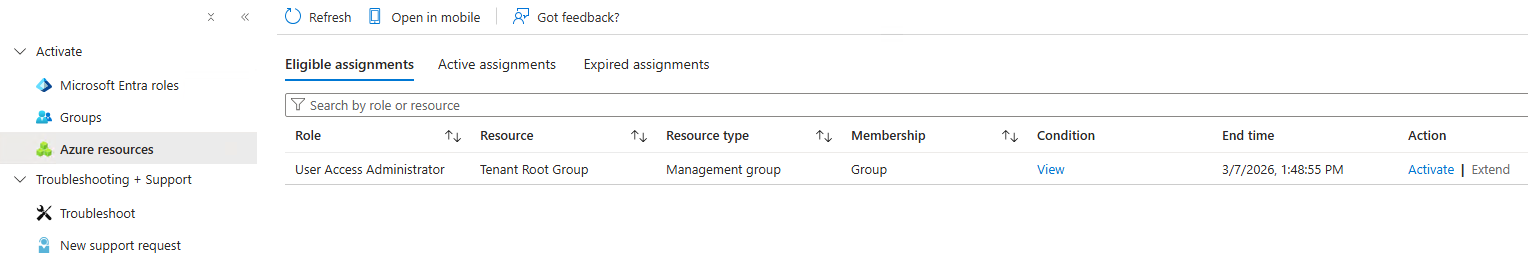 Refresh Open in mobile Got feedback?
Activate
Microsoft Entra roles
Groups
Azure resources
Troubleshooting + Support
Troubleshoot
New support request
Eligible assignments Active assignments Expired assignments
Search by role or resource
Role Resource Resource type Membership Condition End time Action
User Access Administrator Tenant Root Group Management group Group View 3/7/2026, 1:48:55 PM Activate | Extend